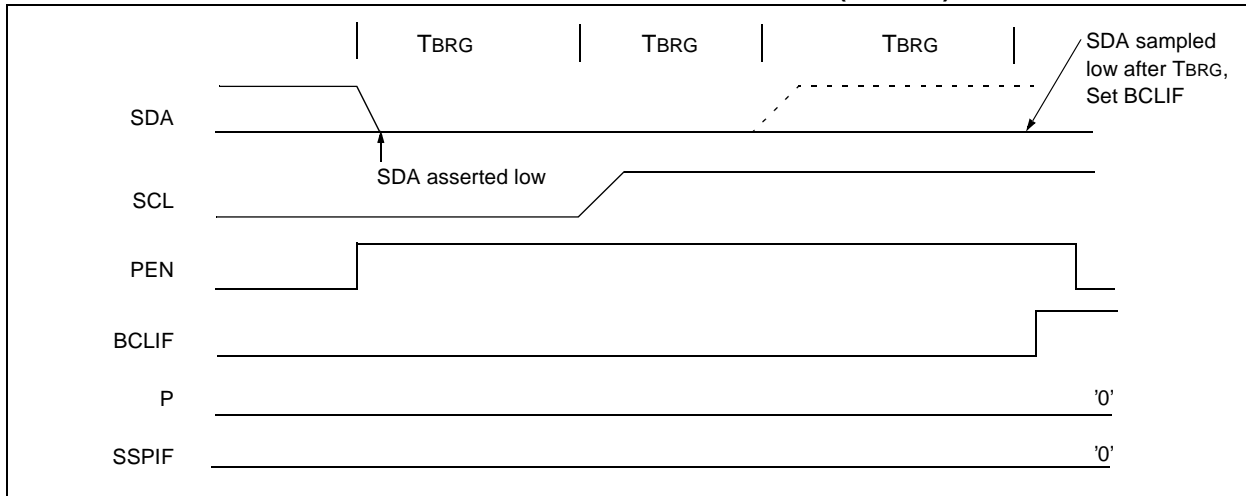 TBRG TBRG TBRG
SDA sampled
low after TBRG,
Set BCLIF
SDA
SDA asserted low
SCL
PEN
BCLIF
P '0'
SSPIF '0'